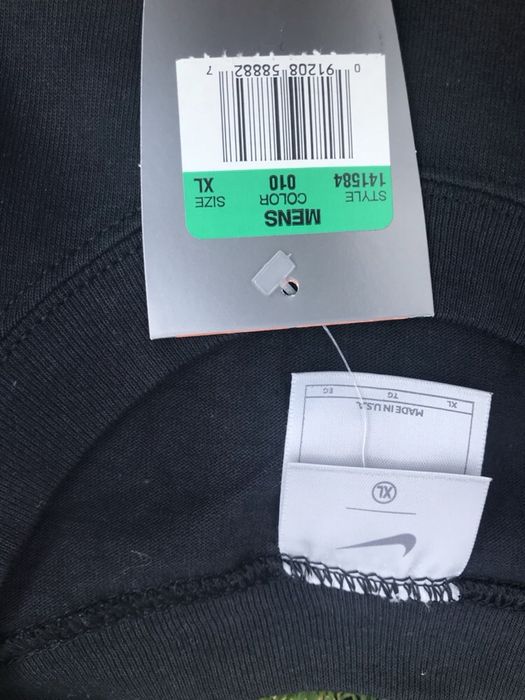 XL
MADE IN U.S.A.
XL TG EG
MENS
STYLE COLOR SIZE
141584 010 XL
0 91208 58882 7